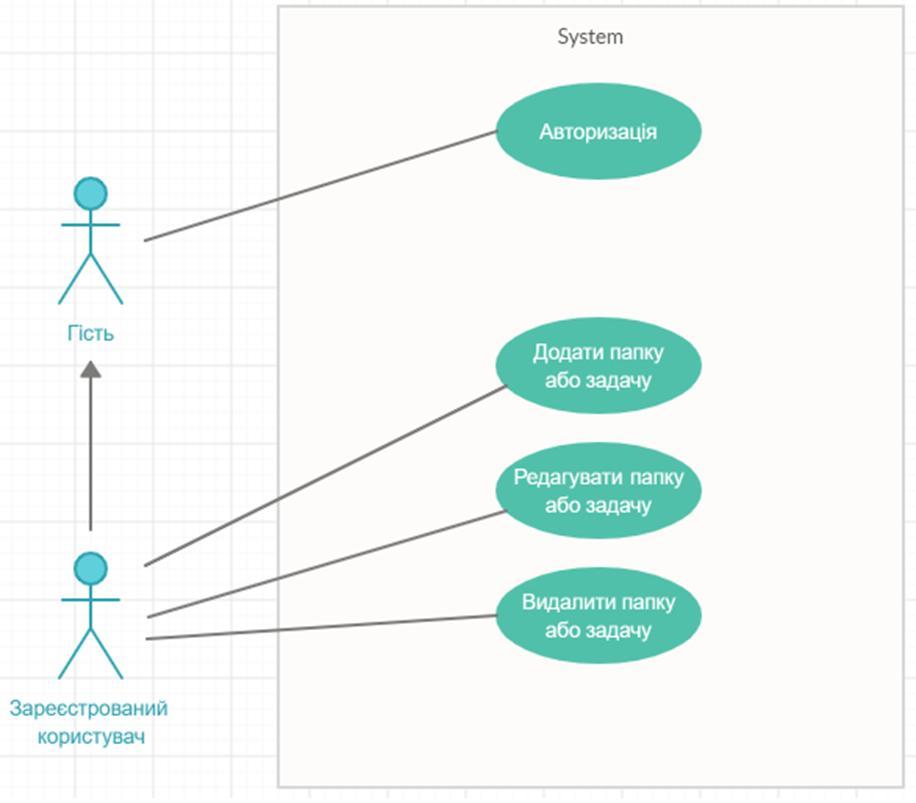 System
Авторизація
Гість
Додати папку
або задачу
Редагувати папку
або задачу
Видалити папку
або задачу
Зареєстрований
користувач